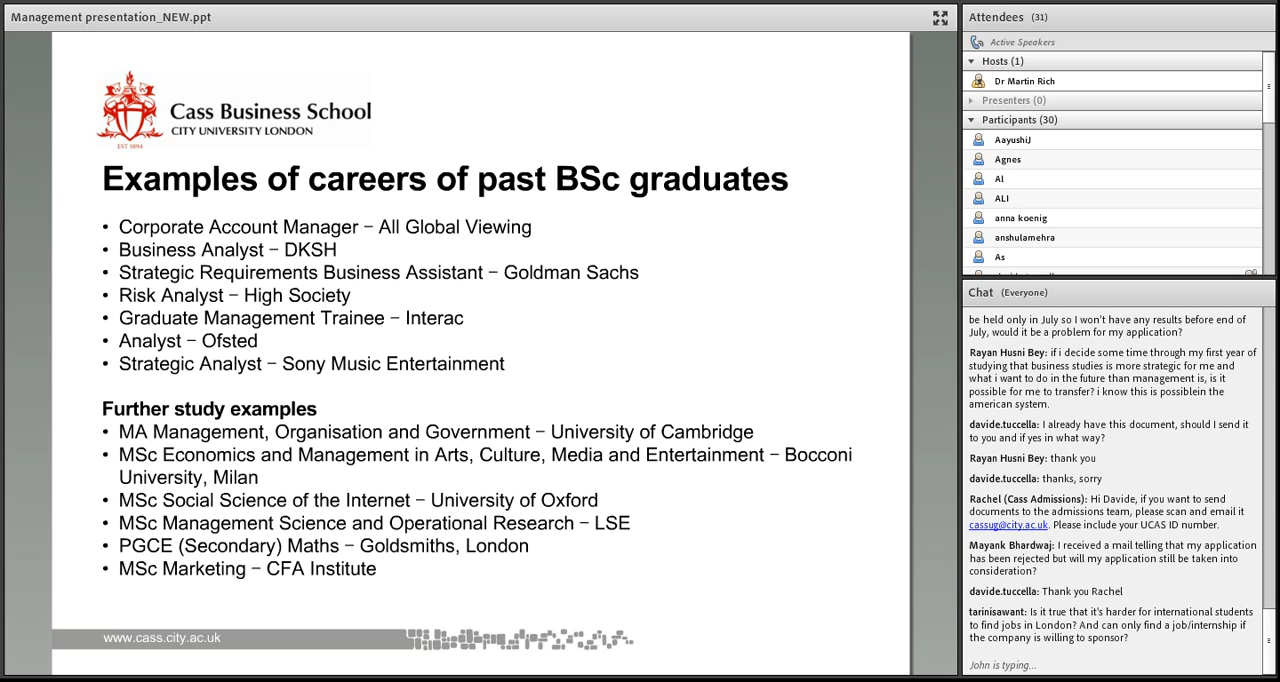 Management presentation_NEW.ppt
Cass Business School
CITY UNIVERSITY LONDON
EST 1894
Examples of careers of past BSc graduates
• Corporate Account Manager – All Global Viewing
• Business Analyst – DKSH
• Strategic Requirements Business Assistant – Goldman Sachs
• Risk Analyst – High Society
• Graduate Management Trainee – Interac
• Analyst – Ofsted
• Strategic Analyst – Sony Music Entertainment
Further study examples
• MA Management, Organisation and Government – University of Cambridge
• MSc Economics and Management in Arts, Culture, Media and Entertainment – Bocconi
University, Milan
• MSc Social Science of the Internet – University of Oxford
• MSc Management Science and Operational Research – LSE
• PGCE (Secondary) Maths – Goldsmiths, London
• MSc Marketing – CFA Institute
www.cass.city.ac.uk
Attendees (31)
Active Speakers
Hosts (1)
Dr Martin Rich
Presenters (0)
Participants (30)
AayushiJ
Agnes
Al
ALI
anna koenig
anshulamehra
As
Chat (Everyone)
be held only in July so I won't have any results before end of
July, would it be a problem for my application?
Rayan Husni Bey: if i decide some time through my first year of
studying that business studies is more strategic for me and
what i want to do in the future than management is, is it
possible for me to transfer? i know this is possiblein the
american system.
davide.tuccella: I already have this document, should I send it
to you and if yes in what way?
Rayan Husni Bey: thank you
davide.tuccella: thanks, sorry
Rachel (Cass Admissions): Hi Davide, if you want to send
documents to the admissions team, please scan and email it
cassug@city.ac.uk. Please include your UCAS ID number.
Mayank Bhardwaj: I received a mail telling that my application
has been rejected but will my application still be taken into
consideration?
davide.tuccella: Thank you Rachel
tarinisawant: Is it true that it's harder for international students
to find jobs in London? And can only find a job/internship if
the company is willing to sponsor?
John is typing...